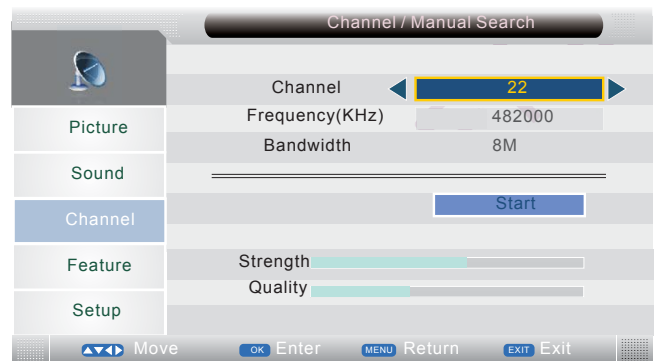 Channel / Manual Search
Channel 22
Frequency(KHz) 482000
Bandwidth 8M
Start
Strength
Quality
Picture
Sound
Channel
Feature
Setup
Move OK Enter MENU Return EXIT Exit